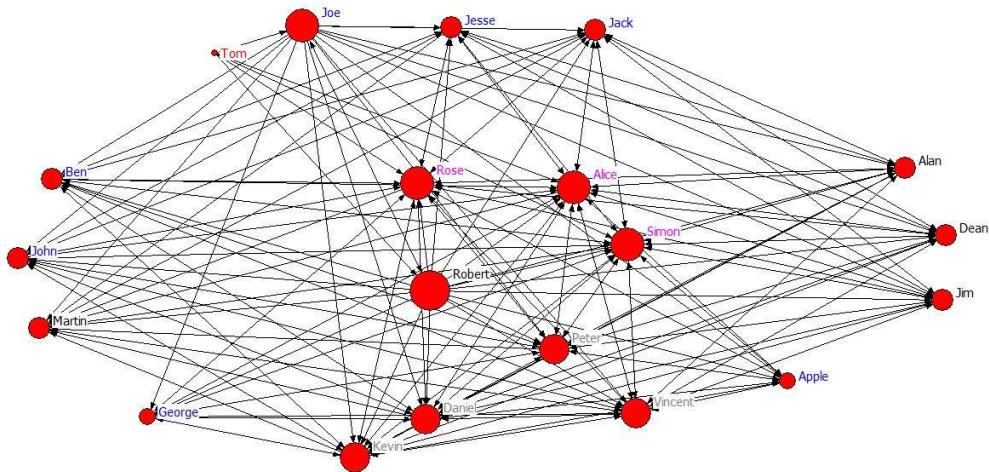 Joe
Jesse
Jack
Tom
Alan
Ben
Rose
Alice
Dean
Simon
John
Robert
Jim
Martin
Peter
Apple
Vincent
Daniel
George
Kevin